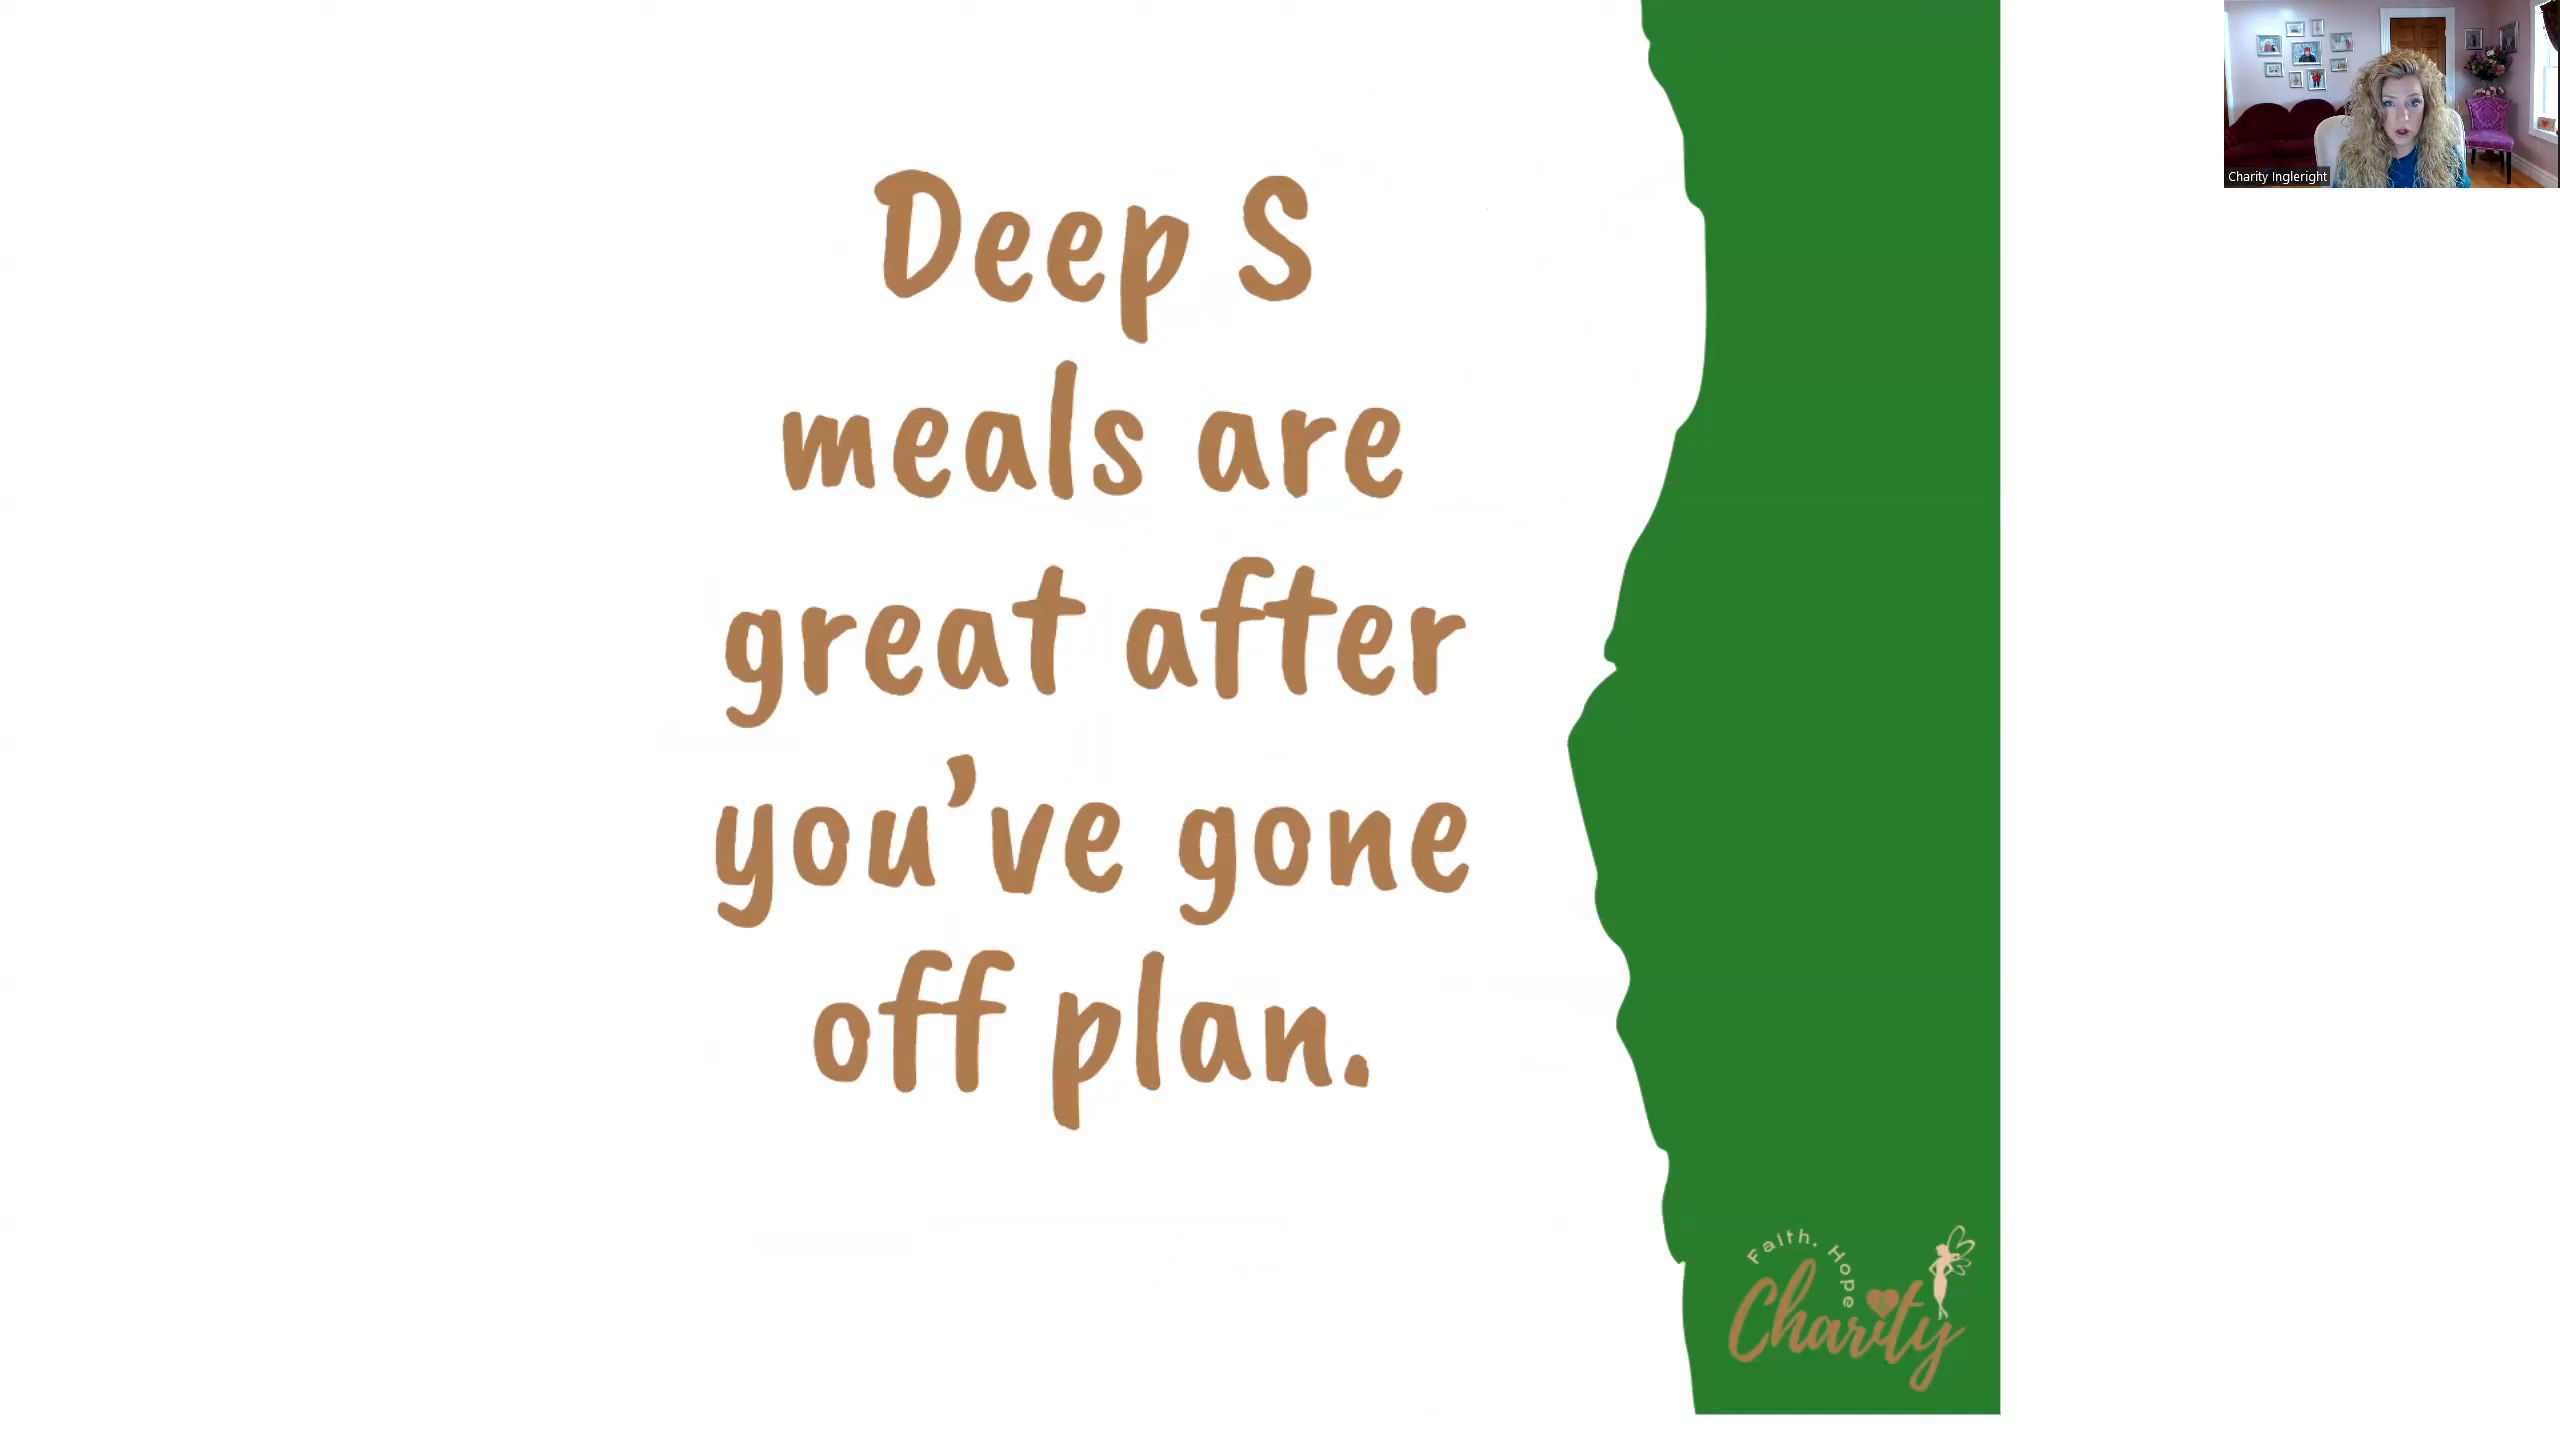 Deep S
meals are
great after
you’ve gone
off plan.
Charity Ingleright
Faith. Hope
Charity